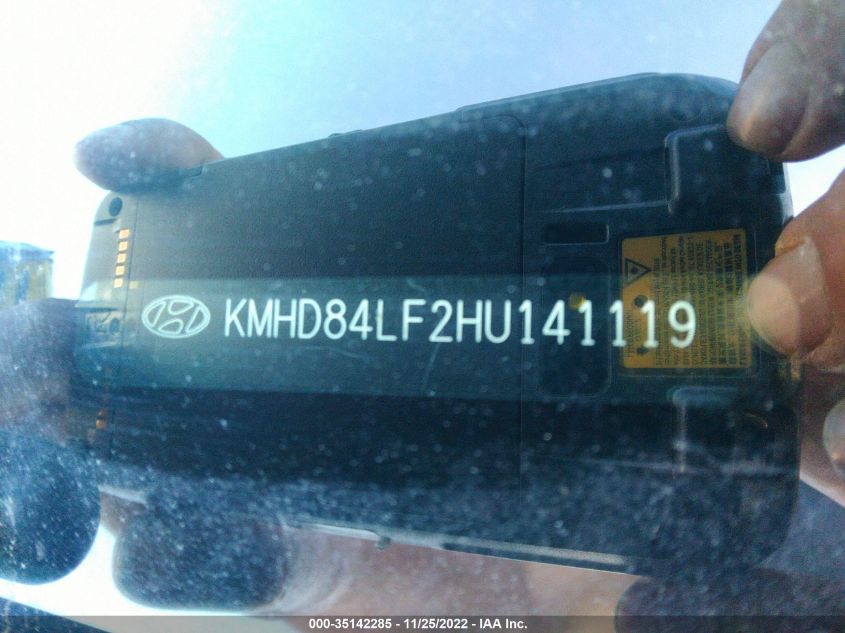 KMHD84LF2HU141119
000-35142285 - 11/25/2022 - IAA Inc.